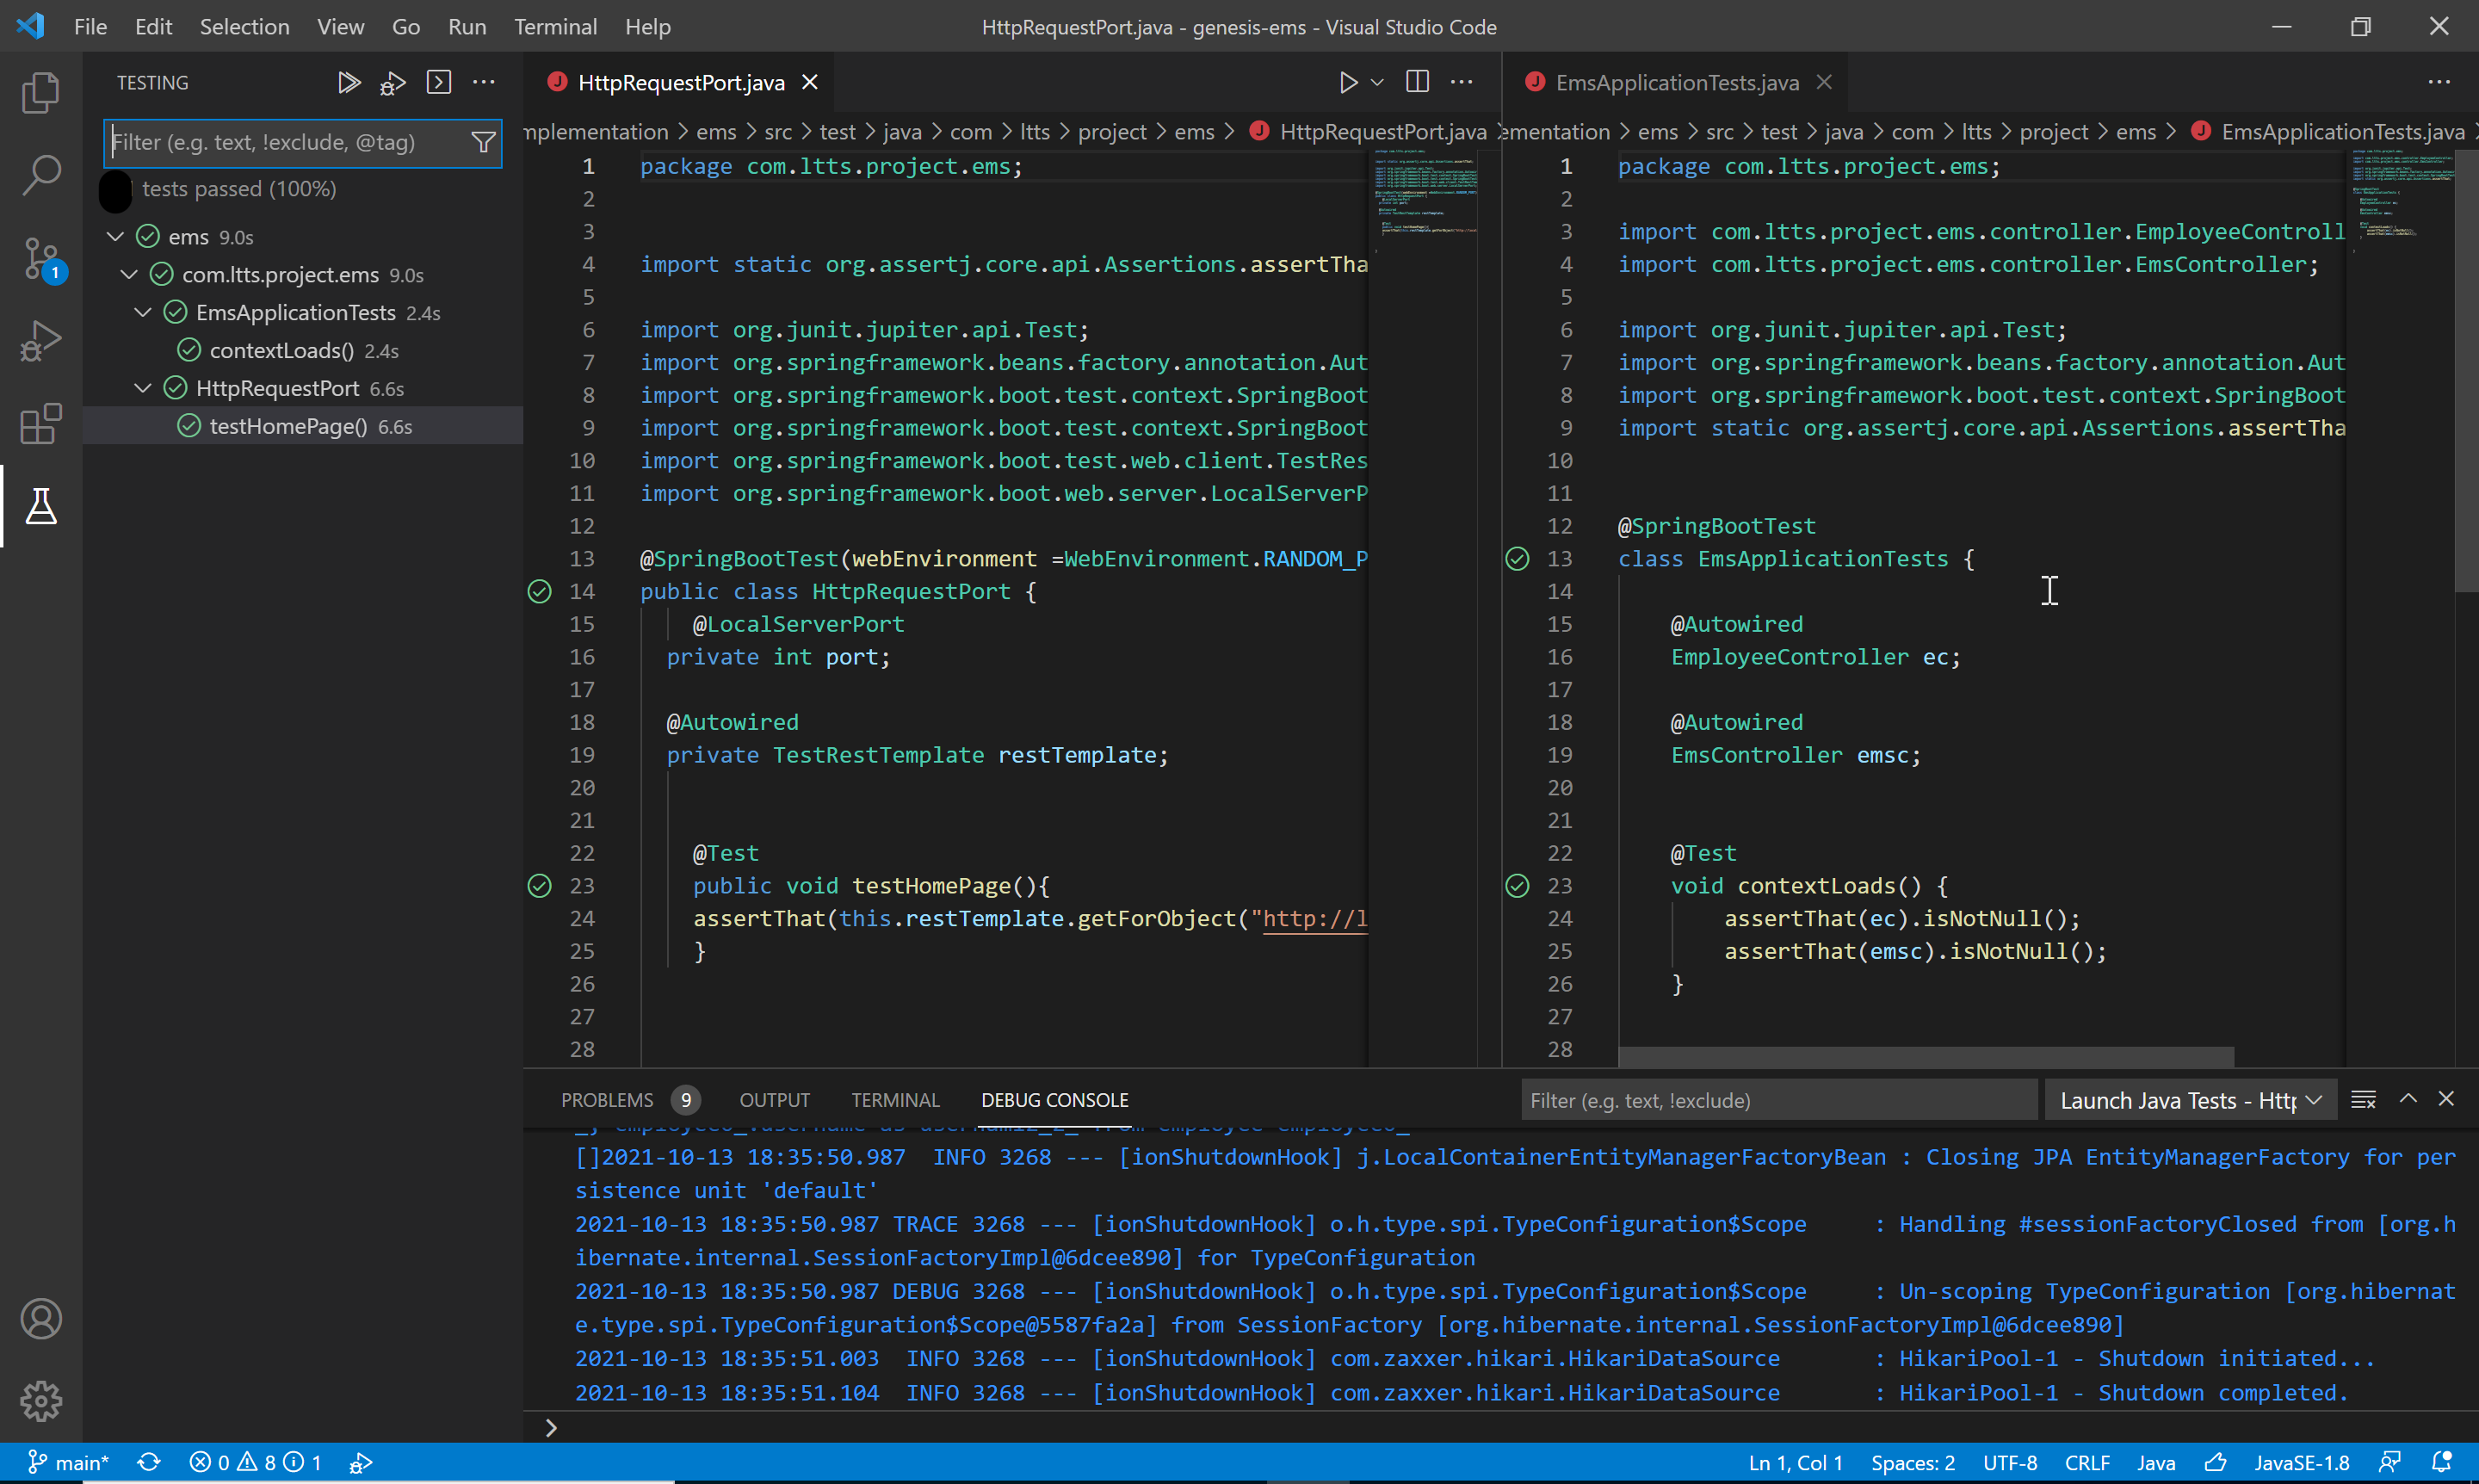 File Edit Selection View Go Run Terminal Help
HttpRequestPort.java - genesis-ems - Visual Studio Code
TESTING
Filter (e.g. text, !exclude, @tag)
tests passed (100%)
ems 9.0s
com.ltts.project.ems 9.0s
EmsApplicationTests 2.4s
contextLoads() 2.4s
HttpRequestPort 6.6s
testHomePage() 6.6s
1
HttpRequestPort.java
mplementation > ems > src > test > java > com > ltts > project > ems > HttpRequestPort.java
1 package com.ltts.project.ems;
2
3
4 import static org.assertj.core.api.Assertions.assertTha
5
6 import org.junit.jupiter.api.Test;
7 import org.springframework.beans.factory.annotation.Aut
8 import org.springframework.boot.test.context.SpringBoot
9 import org.springframework.boot.test.context.SpringBoot
10 import org.springframework.boot.test.web.client.TestRes
11 import org.springframework.boot.web.server.LocalServerP
12
13 @SpringBootTest(webEnvironment =WebEnvironment.RANDOM_P
14 public class HttpRequestPort {
15 @LocalServerPort
16 private int port;
17
18 @Autowired
19 private TestRestTemplate restTemplate;
20
21
22 @Test
23 public void testHomePage(){
24 assertThat(this.restTemplate.getForObject("http://l
25 }
26
27
28
EmsApplicationTests.java
ementation > ems > src > test > java > com > ltts > project > ems > EmsApplicationTests.java
1 package com.ltts.project.ems;
2
3 import com.ltts.project.ems.controller.EmployeeControll
4 import com.ltts.project.ems.controller.EmsController;
5
6 import org.junit.jupiter.api.Test;
7 import org.springframework.beans.factory.annotation.Aut
8 import org.springframework.boot.test.context.SpringBoot
9 import static org.assertj.core.api.Assertions.assertTha
10
11
12 @SpringBootTest
13 class EmsApplicationTests {
14
15 @Autowired
16 EmployeeController ec;
17
18 @Autowired
19 EmsController emsc;
20
21
22 @Test
23 void contextLoads() {
24 assertThat(ec).isNotNull();
25 assertThat(emsc).isNotNull();
26 }
27
28
PROBLEMS 9 OUTPUT TERMINAL DEBUG CONSOLE
Filter (e.g. text, !exclude)
Launch Java Tests - Http
[]2021-10-13 18:35:50.987  INFO 3268 --- [ionShutdownHook] j.LocalContainerEntityManagerFactoryBean : Closing JPA EntityManagerFactory for per
sistence unit 'default'
2021-10-13 18:35:50.987 TRACE 3268 --- [ionShutdownHook] o.h.type.spi.TypeConfiguration$Scope     : Handling #sessionFactoryClosed from [org.h
ibernate.internal.SessionFactoryImpl@6dcee890] for TypeConfiguration
2021-10-13 18:35:50.987 DEBUG 3268 --- [ionShutdownHook] o.h.type.spi.TypeConfiguration$Scope     : Un-scoping TypeConfiguration [org.hibernat
e.type.spi.TypeConfiguration$Scope@5587fa2a] from SessionFactory [org.hibernate.internal.SessionFactoryImpl@6dcee890]
2021-10-13 18:35:51.003  INFO 3268 --- [ionShutdownHook] com.zaxxer.hikari.HikariDataSource       : HikariPool-1 - Shutdown initiated...
2021-10-13 18:35:51.104  INFO 3268 --- [ionShutdownHook] com.zaxxer.hikari.HikariDataSource       : HikariPool-1 - Shutdown completed.
main* 0 8 1
Ln 1, Col 1 Spaces: 2 UTF-8 CRLF Java JavaSE-1.8